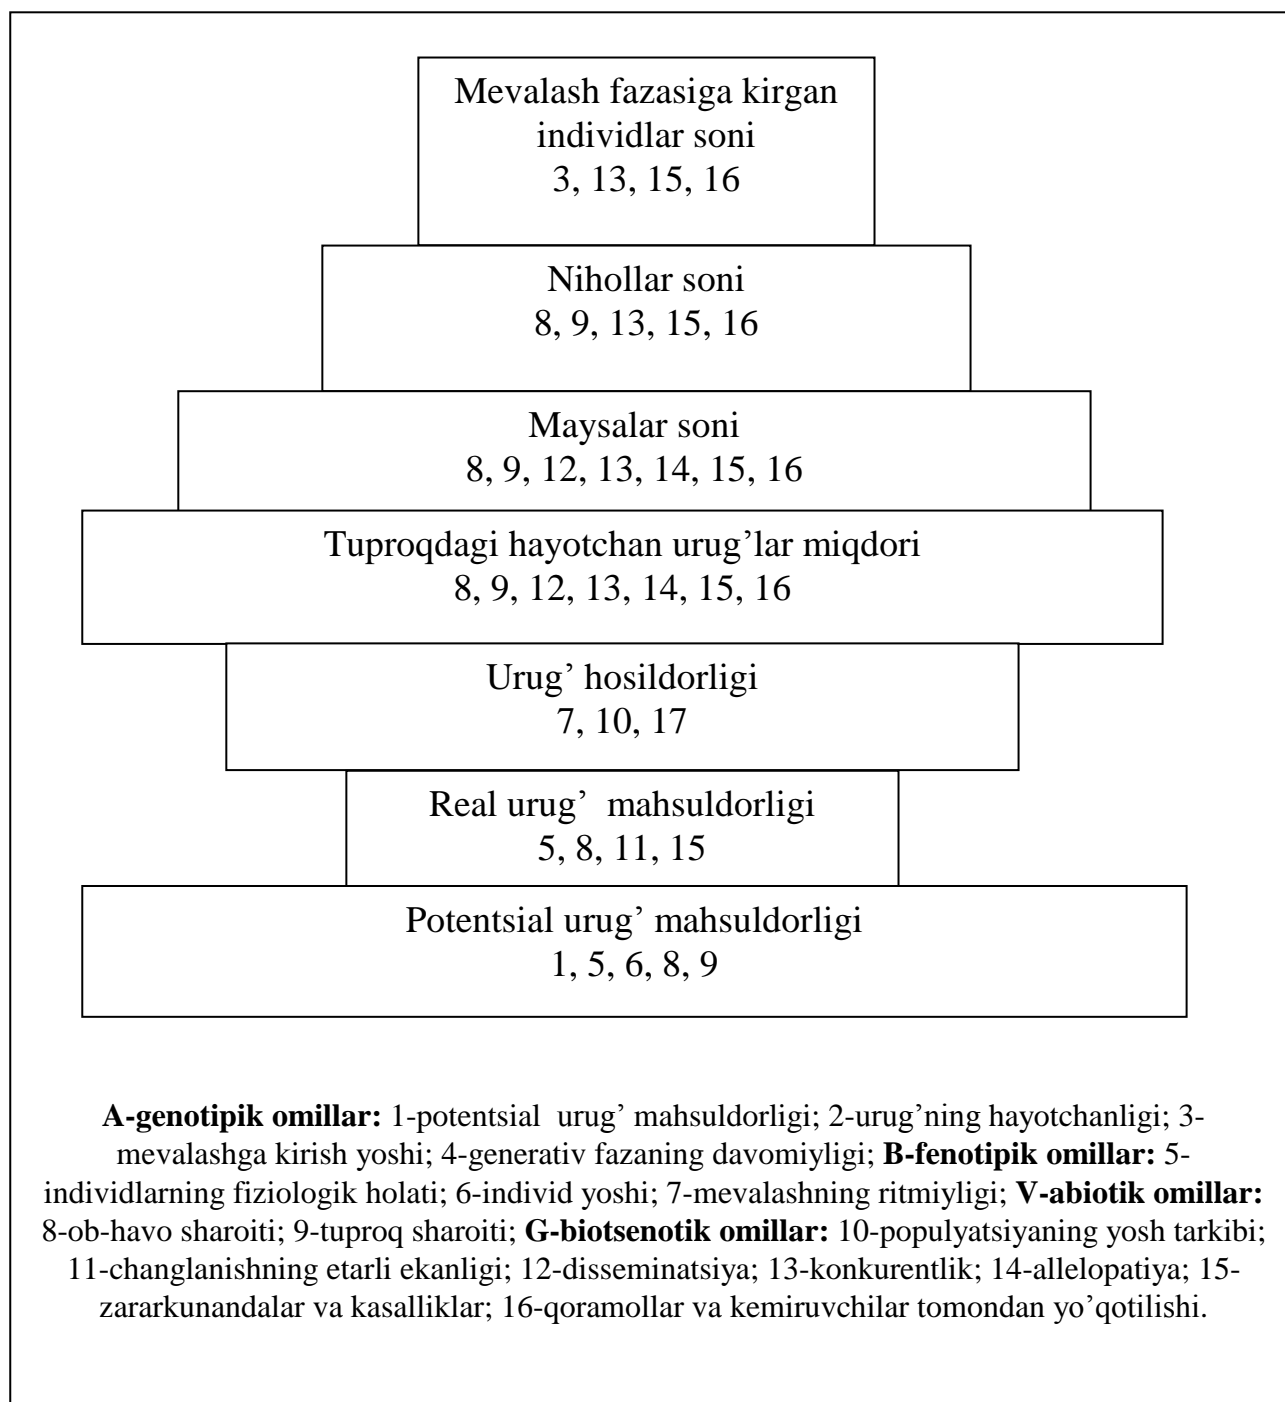 Mevalash fazasiga kirgan
individlar soni
3, 13, 15, 16
Nihollar soni
8, 9, 13, 15, 16
Maysalar soni
8, 9, 12, 13, 14, 15, 16
Tuproqdagi hayotchan urug’lar miqdori
8, 9, 12, 13, 14, 15, 16
Urug’ hosildorligi
7, 10, 17
Real urug’ mahsuldorligi
5, 8, 11, 15
Potentsial urug’ mahsuldorligi
1, 5, 6, 8, 9
A-genotipik omillar: 1-potentsial urug’ mahsuldorligi; 2-urug’ning hayotchanligi; 3-
mevalashga kirish yoshi; 4-generativ fazaning davomiyligi; B-fenotipik omillar: 5-
individlarning fiziologik holati; 6-individ yoshi; 7-mevalashning ritmiyligi; V-abiotik omillar:
8-ob-havo sharoiti; 9-tuproq sharoiti; G-biotsenotik omillar: 10-populyatsiyaning yosh tarkibi;
11-changlanishning etarli ekanligi; 12-disseminatsiya; 13-konkurentlik; 14-allelopatiya; 15-
zararkunandalar va kasalliklar; 16-qoramollar va kemiruvchilar tomondan yo’qotilishi.